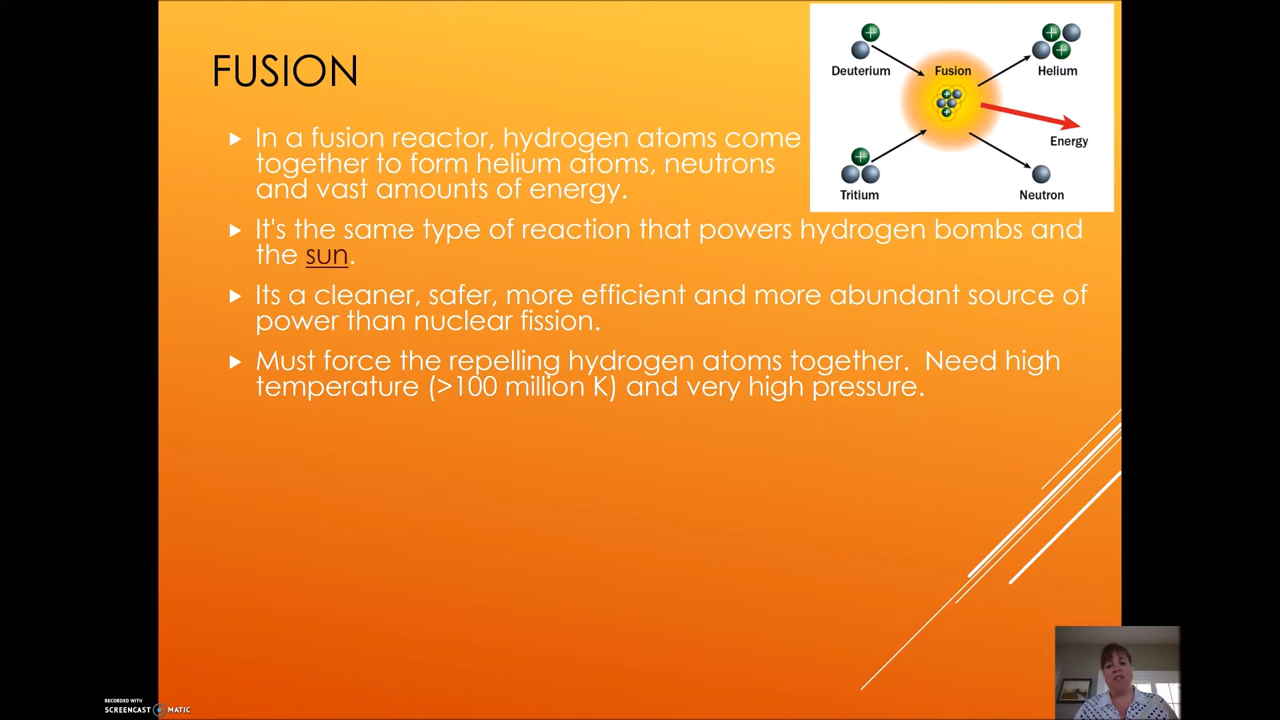 FUSION
In a fusion reactor, hydrogen atoms come
together to form helium atoms, neutrons
and vast amounts of energy.
It's the same type of reaction that powers hydrogen bombs and
the sun.
Its a cleaner, safer, more efficient and more abundant source of
power than nuclear fission.
Must force the repelling hydrogen atoms together.  Need high
temperature (>100 million K) and very high pressure.
Deuterium
Fusion
Helium
Energy
Tritium
Neutron
RECORDED WITH
SCREENCAST MATIC